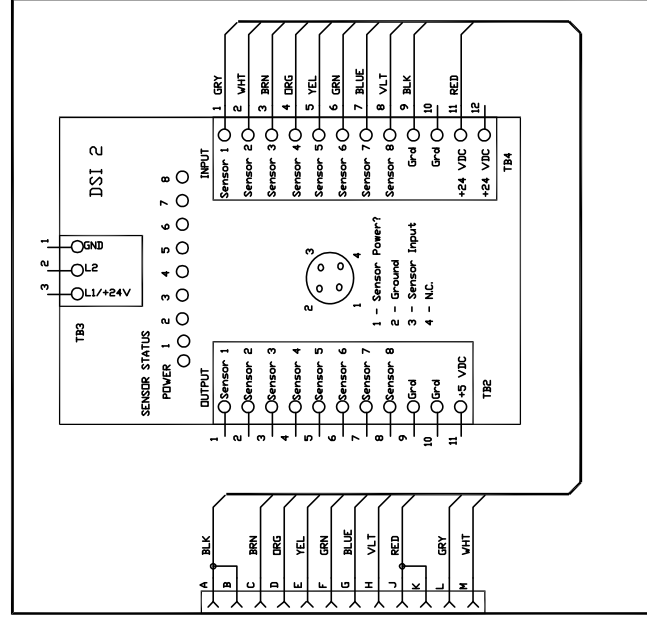 GRY
WHT
BRN
ORG
YEL
GRN
BLUE
VLT
BLK
RED
1
2
3
4
5
6
7
8
9
10
11
12
DSI 2
INPUT
Sensor 1
Sensor 2
Sensor 3
Sensor 4
Sensor 5
Sensor 6
Sensor 7
Sensor 8
Grd
Grd
+24 VDC
+24 VDC
TB4
8
7
6
5
4
3
2
1
POWER
SENSOR STATUS
1
2
3
GND
L2
L1/+24V
TB3
3
4
2
1
1 - Sensor Power?
2 - Ground
3 - Sensor Input
4 - N.C.
OUTPUT
Sensor 1
Sensor 2
Sensor 3
Sensor 4
Sensor 5
Sensor 6
Sensor 7
Sensor 8
Grd
Grd
+5 VDC
TB2
1
2
3
4
5
6
7
8
9
10
11
BLK
BRN
ORG
YEL
GRN
BLUE
VLT
RED
GRY
WHT
A
B
C
D
E
F
G
H
J
K
L
M